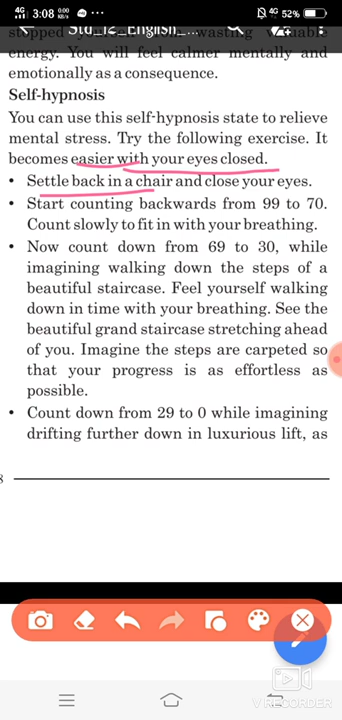 4G 3:08 0.00 KB/s 4G 52%
Std_12_English_...
energy. You will feel calmer mentally and
emotionally as a consequence.
Self-hypnosis
You can use this self-hypnosis state to relieve
mental stress. Try the following exercise. It
becomes easier with your eyes closed.
• Settle back in a chair and close your eyes.
• Start counting backwards from 99 to 70.
Count slowly to fit in with your breathing.
• Now count down from 69 to 30, while
imagining walking down the steps of a
beautiful staircase. Feel yourself walking
down in time with your breathing. See the
beautiful grand staircase stretching ahead
of you. Imagine the steps are carpeted so
that your progress is as effortless as
possible.
• Count down from 29 to 0 while imagining
drifting further down in luxurious lift, as
8
V RECORDER